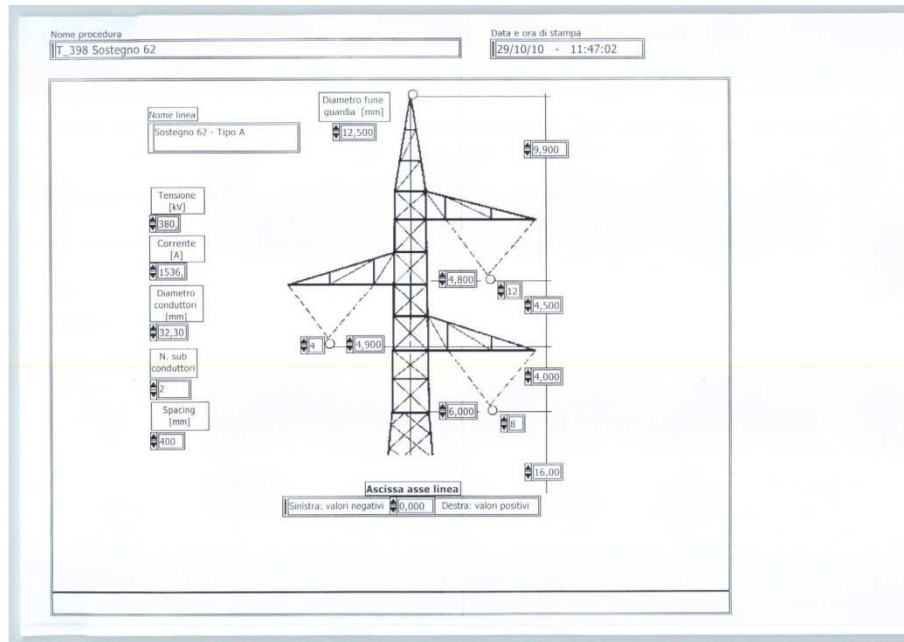 Nome procedura
T_398 Sostegno 62
Data e ora di stampa
29/10/10 - 11:47:02
Nome linea
Sostegno 62 - Tipo A
Diametro fune
guardia [mm]
12,500
9,900
Tensione
[kV]
380,
Corrente
[A]
1536,
Diametro
conduttori
[mm]
32,30
N. sub
conduttori
2
Spacing
[mm]
400
4,800
12
4,500
4
4,900
4,000
6,000
8
16,00
Ascissa asse linea
Sinistra: valori negativi
0,000
Destra: valori positivi